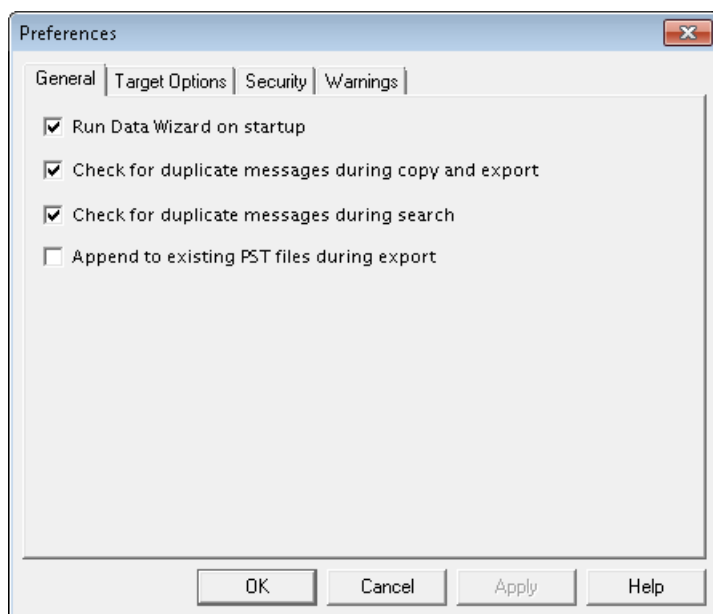 Preferences
General Target Options Security Warnings
Run Data Wizard on startup
Check for duplicate messages during copy and export
Check for duplicate messages during search
Append to existing PST files during export
OK Cancel Apply Help